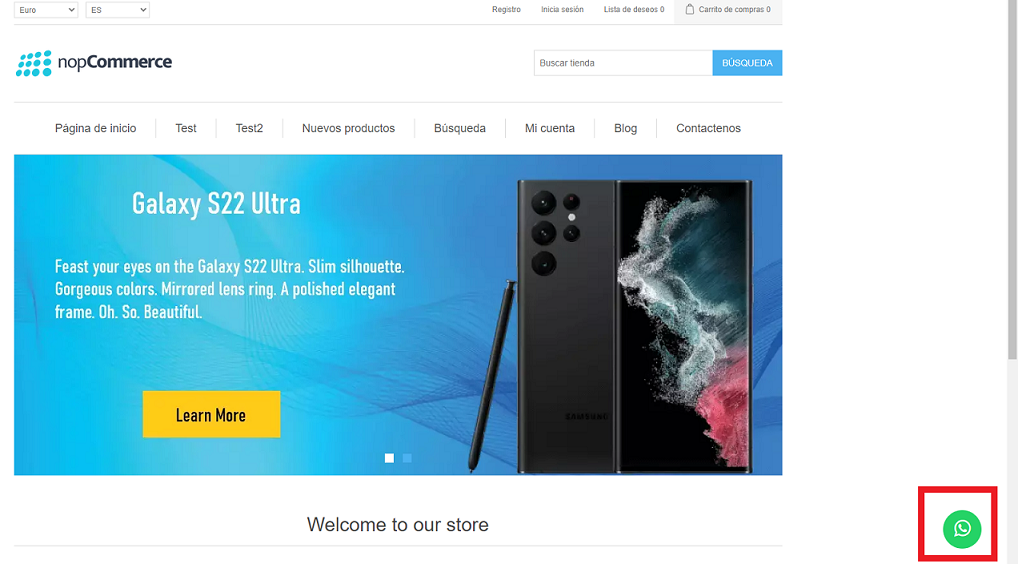 Euro ES Registro Inicia sesión Lista de deseos 0 Carrito de compras 0
nopCommerce Buscar tienda BÚSQUEDA
Página de inicio Test Test2 Nuevos productos Búsqueda Mi cuenta Blog Contactenos
Galaxy S22 Ultra
Feast your eyes on the Galaxy S22 Ultra. Slim silhouette.
Gorgeous colors. Mirrored lens ring. A polished elegant
frame. Oh. So. Beautiful.
Learn More
SAMSUNG
Welcome to our store